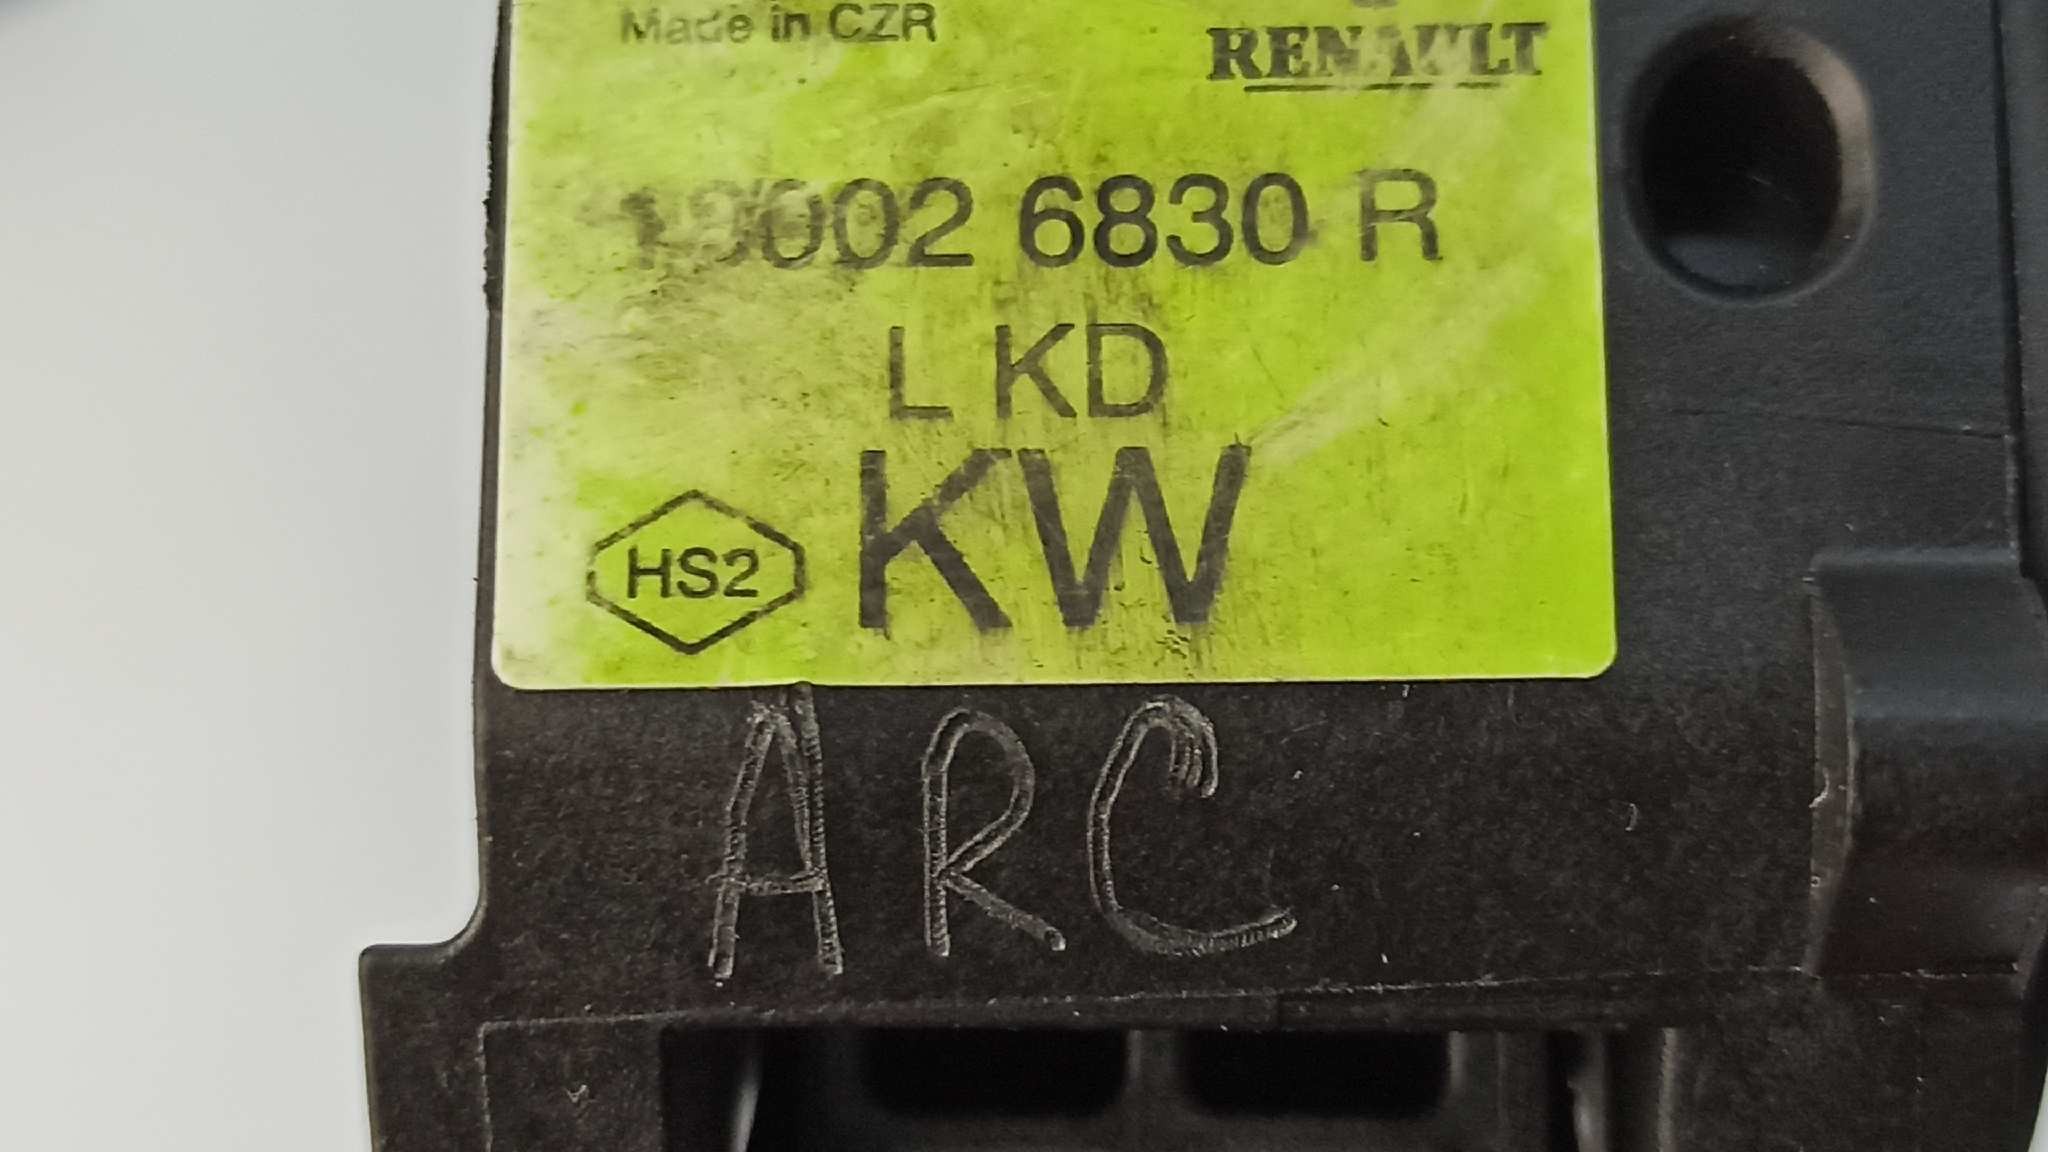 Made in CZR
RENAULT
6830 R
L KD
KW
HS2
ARC